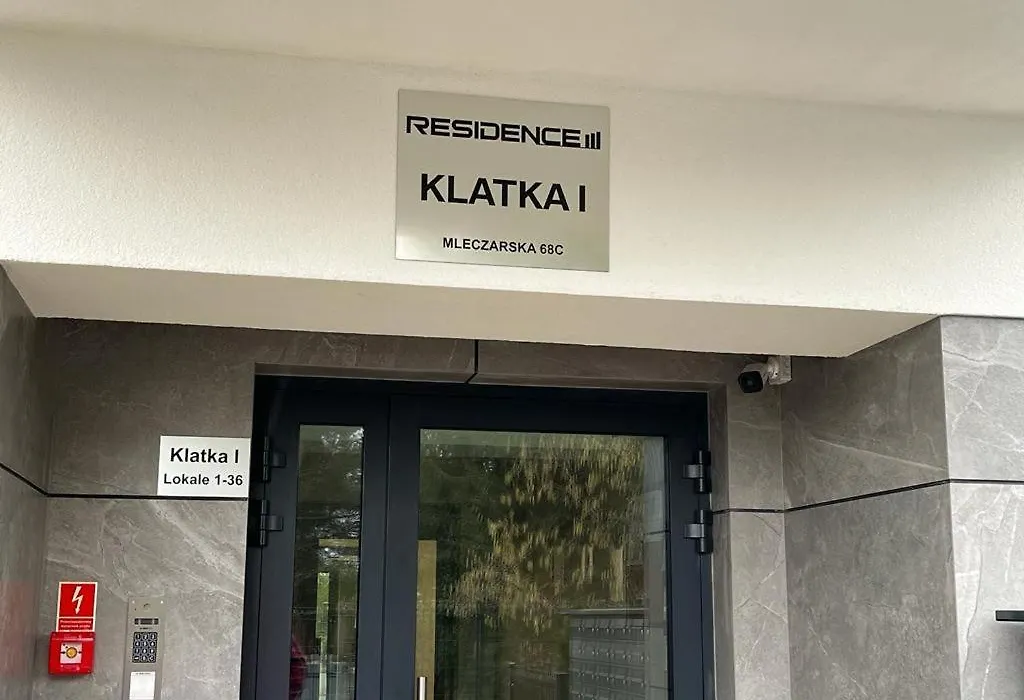 RESIDENCE
KLATKA I
MLECZARSKA 68C
Klatka I
Lokale 1-36